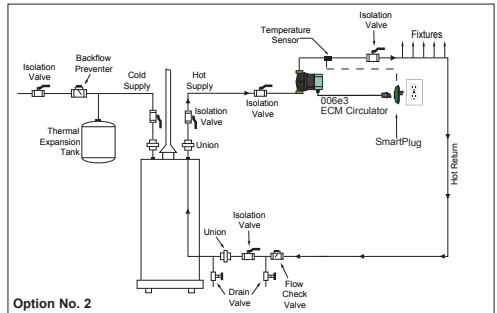 Isolation
Valve
Temperature
Sensor
Fixtures
Isolation
Valve
Backflow
Preventer
Cold
Supply
Hot
Supply
Isolation
Valve
Isolation
Valve
006e3
ECM Circulator
SmartPlug
Thermal
Expansion
Tank
Union
Hot Return
Isolation
Valve
Union
Drain
Valve
Flow
Check
Valve
Option No. 2